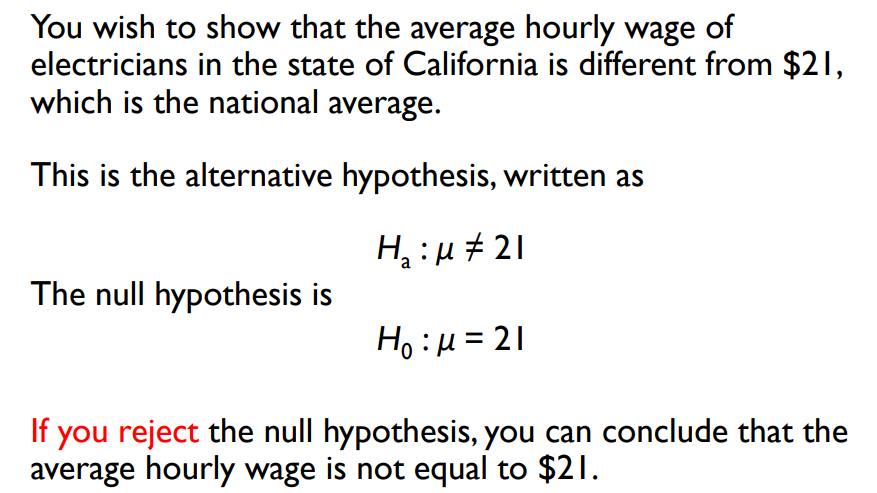 You wish to show that the average hourly wage of
electricians in the state of California is different from $21,
which is the national average.
This is the alternative hypothesis, written as
Hₐ : μ ≠ 21
The null hypothesis is
H₀ : μ = 21
If you reject the null hypothesis, you can conclude that the
average hourly wage is not equal to $21.